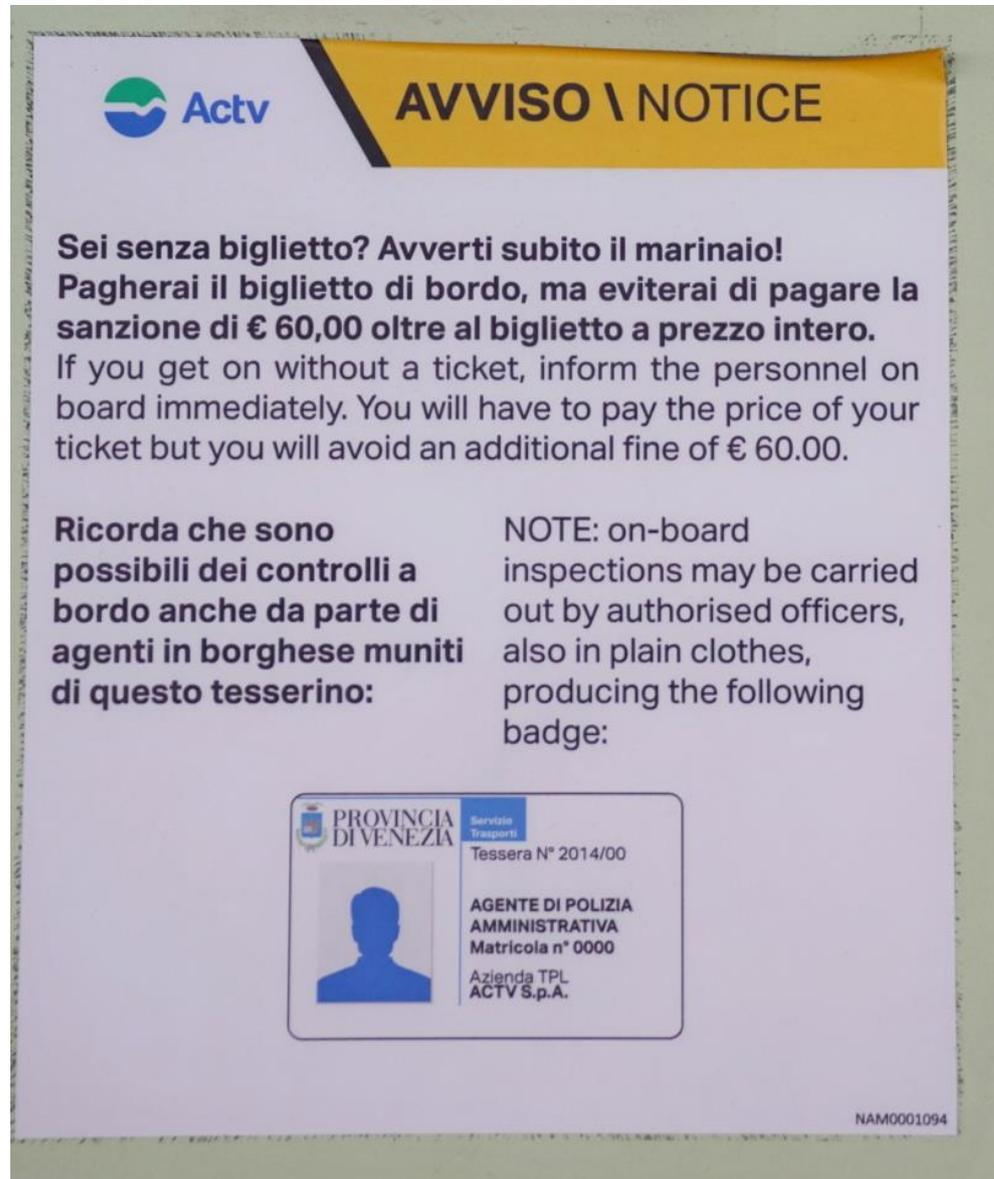 Actv
AVVISO \ NOTICE
Sei senza biglietto? Avverti subito il marinaio!
Pagherai il biglietto di bordo, ma eviterai di pagare la
sanzione di € 60,00 oltre al biglietto a prezzo intero.
If you get on without a ticket, inform the personnel on
board immediately. You will have to pay the price of your
ticket but you will avoid an additional fine of € 60.00.
Ricorda che sono
possibili dei controlli a
bordo anche da parte di
agenti in borghese muniti
di questo tesserino:
NOTE: on-board
inspections may be carried
out by authorised officers,
also in plain clothes,
producing the following
badge:
PROVINCIA
DI VENEZIA
Servizio
Trasporti
Tessera N° 2014/00
AGENTE DI POLIZIA
AMMINISTRATIVA
Matricola n° 0000
Azienda TPL
ACTV S.p.A.
NAM0001094